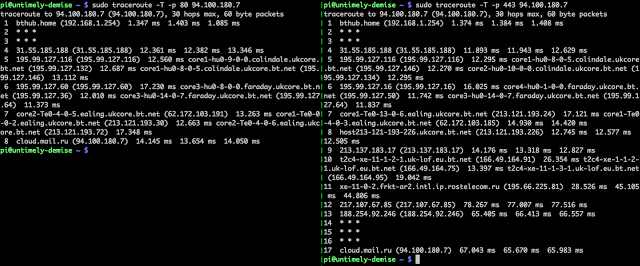 pi@untimely-demise ~ $ sudo traceroute -T -p 80 94.100.180.7
traceroute to 94.100.180.7 (94.100.180.7), 30 hops max, 60 byte packets
1 bthub.home (192.168.1.254) 1.347 ms 1.403 ms 1.085 ms
2 * * *
3 * * *
4 31.55.185.188 (31.55.185.188) 12.361 ms 12.382 ms 13.346 ms
5 195.99.127.116 (195.99.127.116) 12.560 ms core1-hu0-9-0-0.colindale.ukcore.
bt.net (195.99.127.132) 12.687 ms core1-hu0-8-0-5.colindale.ukcore.bt.net (195
.99.127.146) 13.112 ms
6 195.99.127.60 (195.99.127.60) 17.230 ms core3-hu0-8-0-0.faraday.ukcore.bt.n
et (195.99.127.36) 12.010 ms core3-hu0-14-0-7.faraday.ukcore.bt.net (195.99.127
) 11.373 ms
7 core2-Te0-4-0-5.ealing.ukcore.bt.net (62.172.103.191) 13.263 ms core1-Te0-
0-0-2.ealing.ukcore.bt.net (213.121.193.30) 12.663 ms core2-Te0-4-0-6.ealing.ukc
ore.bt.net (213.121.193.72) 17.348 ms
8 cloud.mail.ru (94.100.180.7) 14.145 ms 13.654 ms 14.050 ms
pi@untimely-demise ~ $
pi@untimely-demise ~ $ sudo traceroute -T -p 443 94.100.180.7
traceroute to 94.100.180.7 (94.100.180.7), 30 hops max, 60 byte packets
1 bthub.home (192.168.1.254) 1.374 ms 1.384 ms 1.408 ms
2 * * *
3 * * *
4 31.55.185.188 (31.55.185.188) 11.893 ms 11.943 ms 12.629 ms
5 195.99.127.116 (195.99.127.116) 12.295 ms core1-hu0-8-0-5.colindale.ukcore.
bt.net (195.99.127.146) 12.270 ms core2-hu0-10-0-0.colindale.ukcore.bt.net (195
.99.127.134) 12.295 ms
6 195.99.127.16 (195.99.127.16) 16.025 ms core4-hu0-1-0-0.faraday.ukcore.bt.
net (195.99.127.50) 11.742 ms core3-hu0-14-0-7.faraday.ukcore.bt.net (195.99.127
) 11.837 ms
7 core1-Te0-13-0-6.ealing.ukcore.bt.net (213.121.193.24) 17.121 ms core1-Te0-
4-0-3.ealing.ukcore.bt.net (62.172.103.185) 14.930 ms 14.420 ms
8 host213-121-193-226.ukcore.bt.net (213.121.193.226) 12.745 ms 12.577 ms
12.505 ms
9 213.137.183.17 (213.137.183.17) 14.176 ms 13.318 ms 12.827 ms
10 t2c4-xe-11-1-2-1.uk-lof.eu.bt.net (166.49.164.91) 26.354 ms t2c4-xe-1-1-2-
1.uk-lof.eu.bt.net (166.49.164.65) 13.397 ms t2c4-xe-11-1-3-1.uk-lof.eu.bt.net
(166.49.164.95) 19.042 ms
11 xe-11-0-2.frkt-ar2.intl.ip.rostelecom.ru (195.66.225.81) 28.526 ms 45.105
ms 44.806 ms
12 217.107.67.85 (217.107.67.85) 78.267 ms 77.007 ms 77.516 ms
13 188.254.92.246 (188.254.92.246) 65.405 ms 66.413 ms 66.557 ms
14 * * *
15 * * *
16 * * *
17 cloud.mail.ru (94.100.180.7) 67.043 ms 65.670 ms 65.983 ms
pi@untimely-demise ~ $